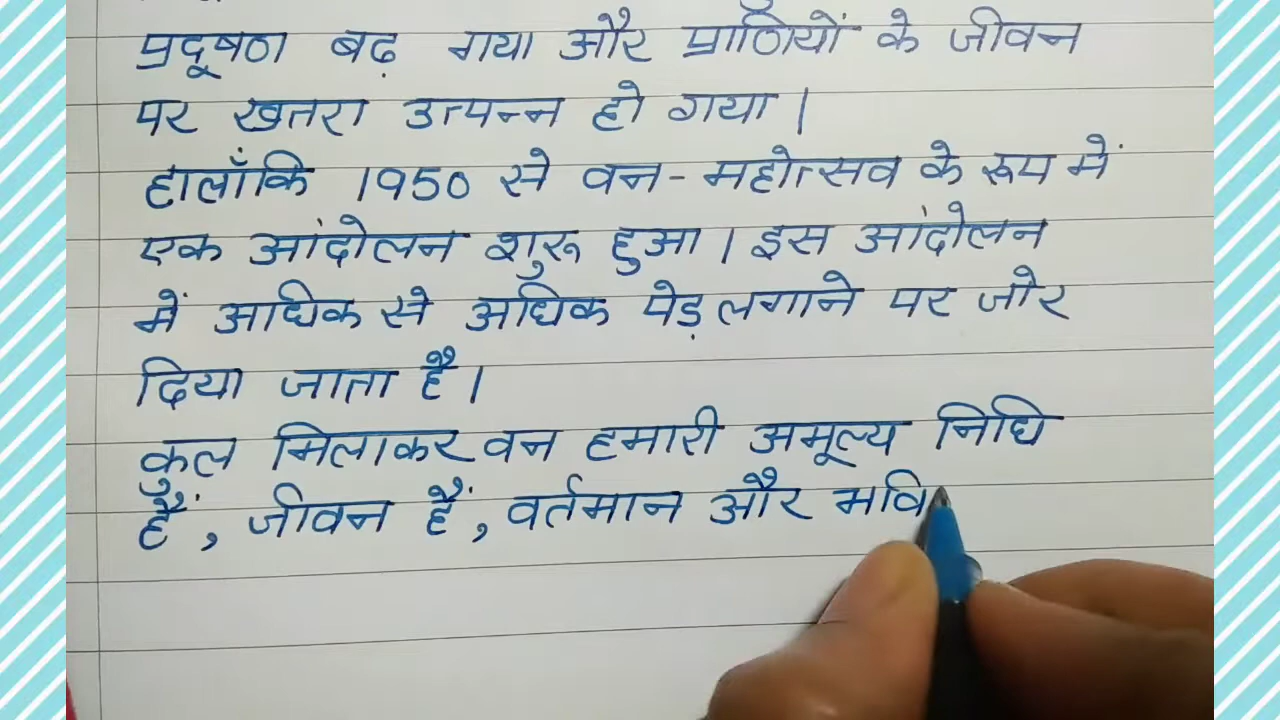 प्रदूषण बढ़ गया और प्राणियों के जीवन
पर खतरा उत्पन्न हो गया।
हालाँकि 1950 से वन-महोत्सव के रूप में
एक आंदोलन शुरू हुआ। इस आंदोलन
में अधिक से अधिक पेड़ लगाने पर जोर
दिया जाता है।
कुल मिलाकर वन हमारी अमूल्य निधि
हैं, जीवन हैं, वर्तमान और भवि